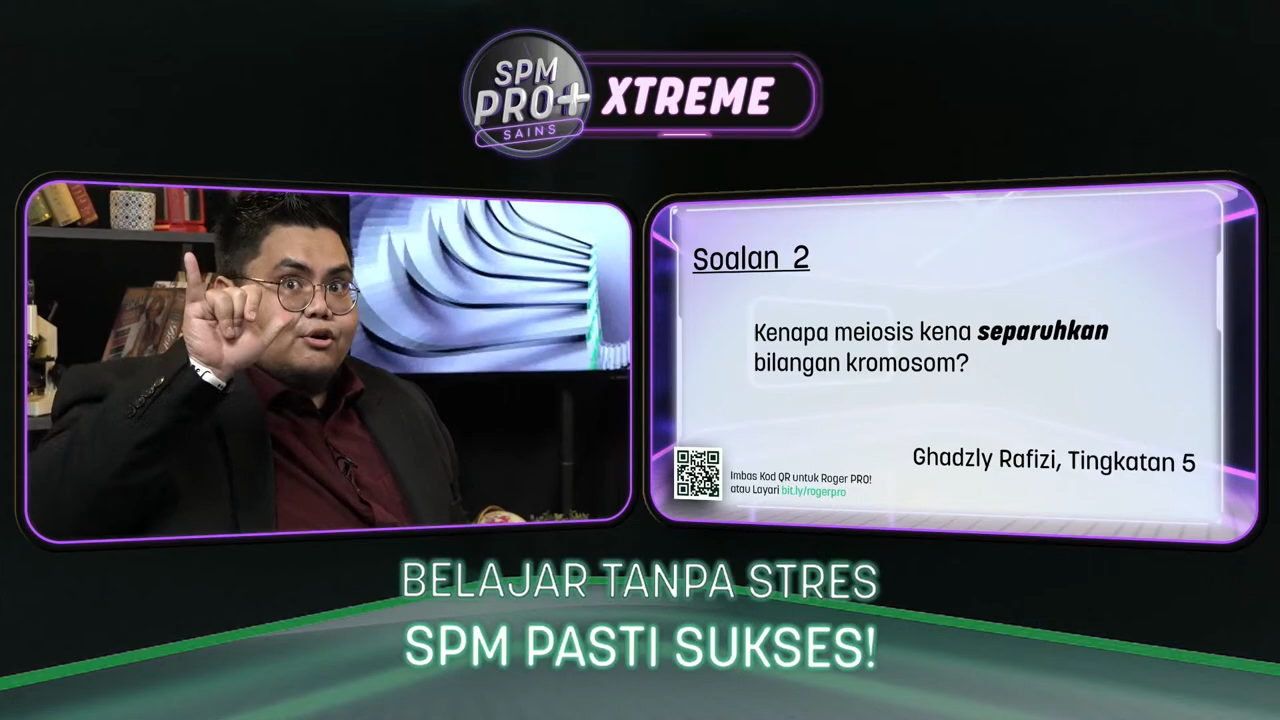 SPM
PRO+
SAINS
XTREME
Soalan 2
Kenapa meiosis kena separuhkan
bilangan kromosom?
Ghadzly Rafizi, Tingkatan 5
Imbas Kod QR untuk Roger PRO!
atau Layari bit.ly/rogerpro
BELAJAR TANPA STRES
SPM PASTI SUKSES!